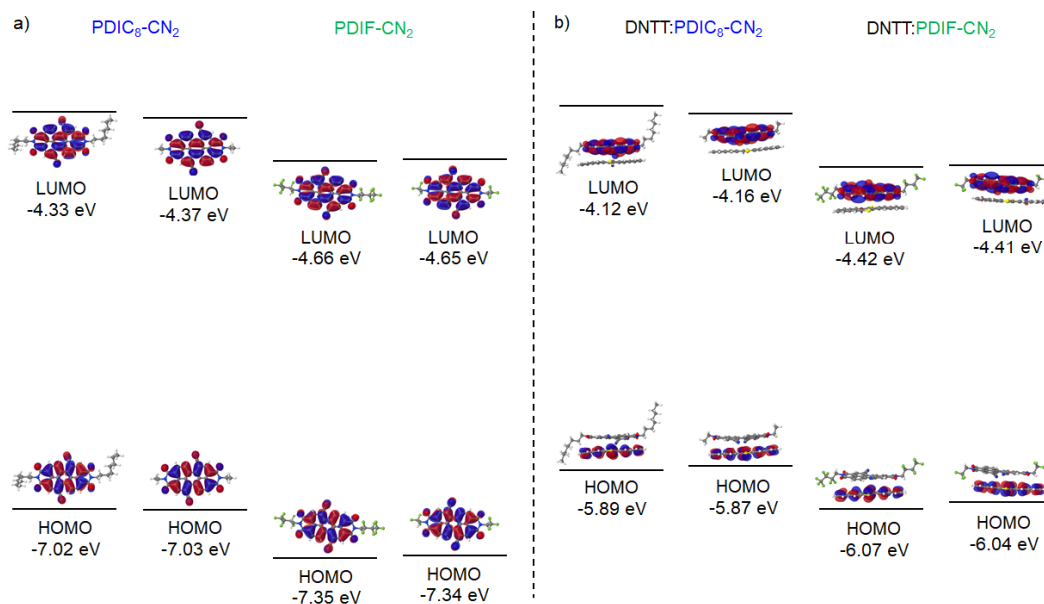 a)
PDIC₈-CN₂
PDIF-CN₂
LUMO
-4.33 eV
LUMO
-4.37 eV
LUMO
-4.66 eV
LUMO
-4.65 eV
HOMO
-7.02 eV
HOMO
-7.03 eV
HOMO
-7.35 eV
HOMO
-7.34 eV
b)
DNTT:PDIC₈-CN₂
DNTT:PDIF-CN₂
LUMO
-4.12 eV
LUMO
-4.16 eV
LUMO
-4.42 eV
LUMO
-4.41 eV
HOMO
-5.89 eV
HOMO
-5.87 eV
HOMO
-6.07 eV
HOMO
-6.04 eV